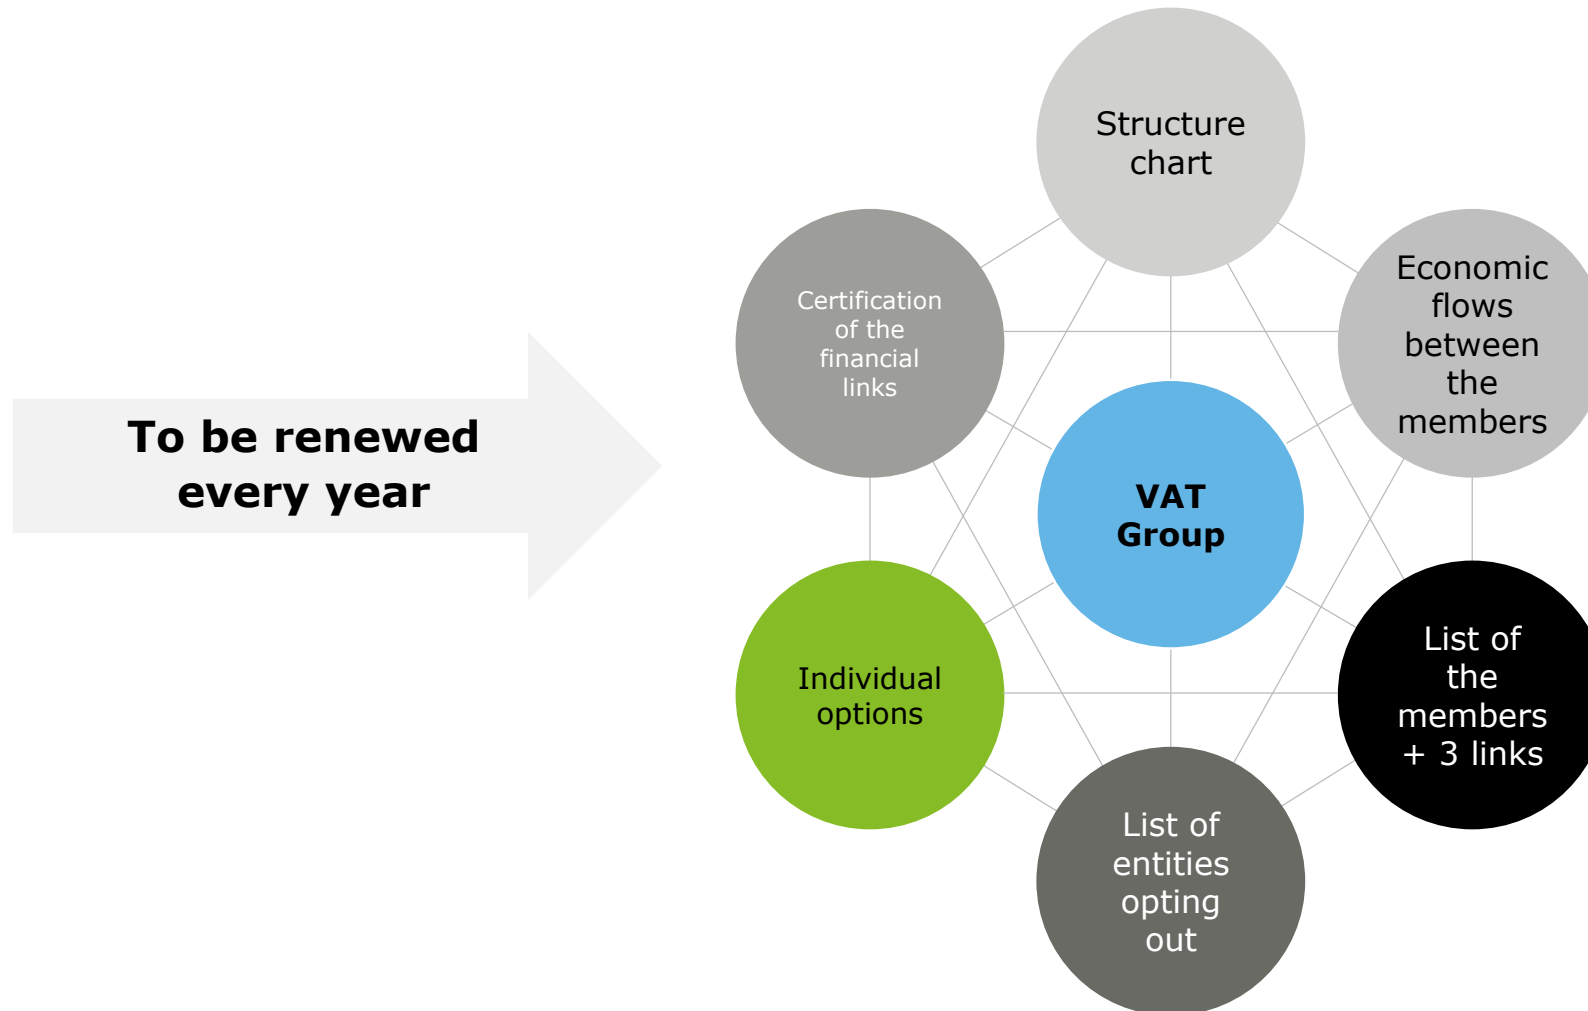 To be renewed
every year
Structure
chart
Economic
flows
between
the
members
List of
the
members
+ 3 links
List of
entities
opting
out
Individual
options
Certification
of the
financial
links
VAT
Group